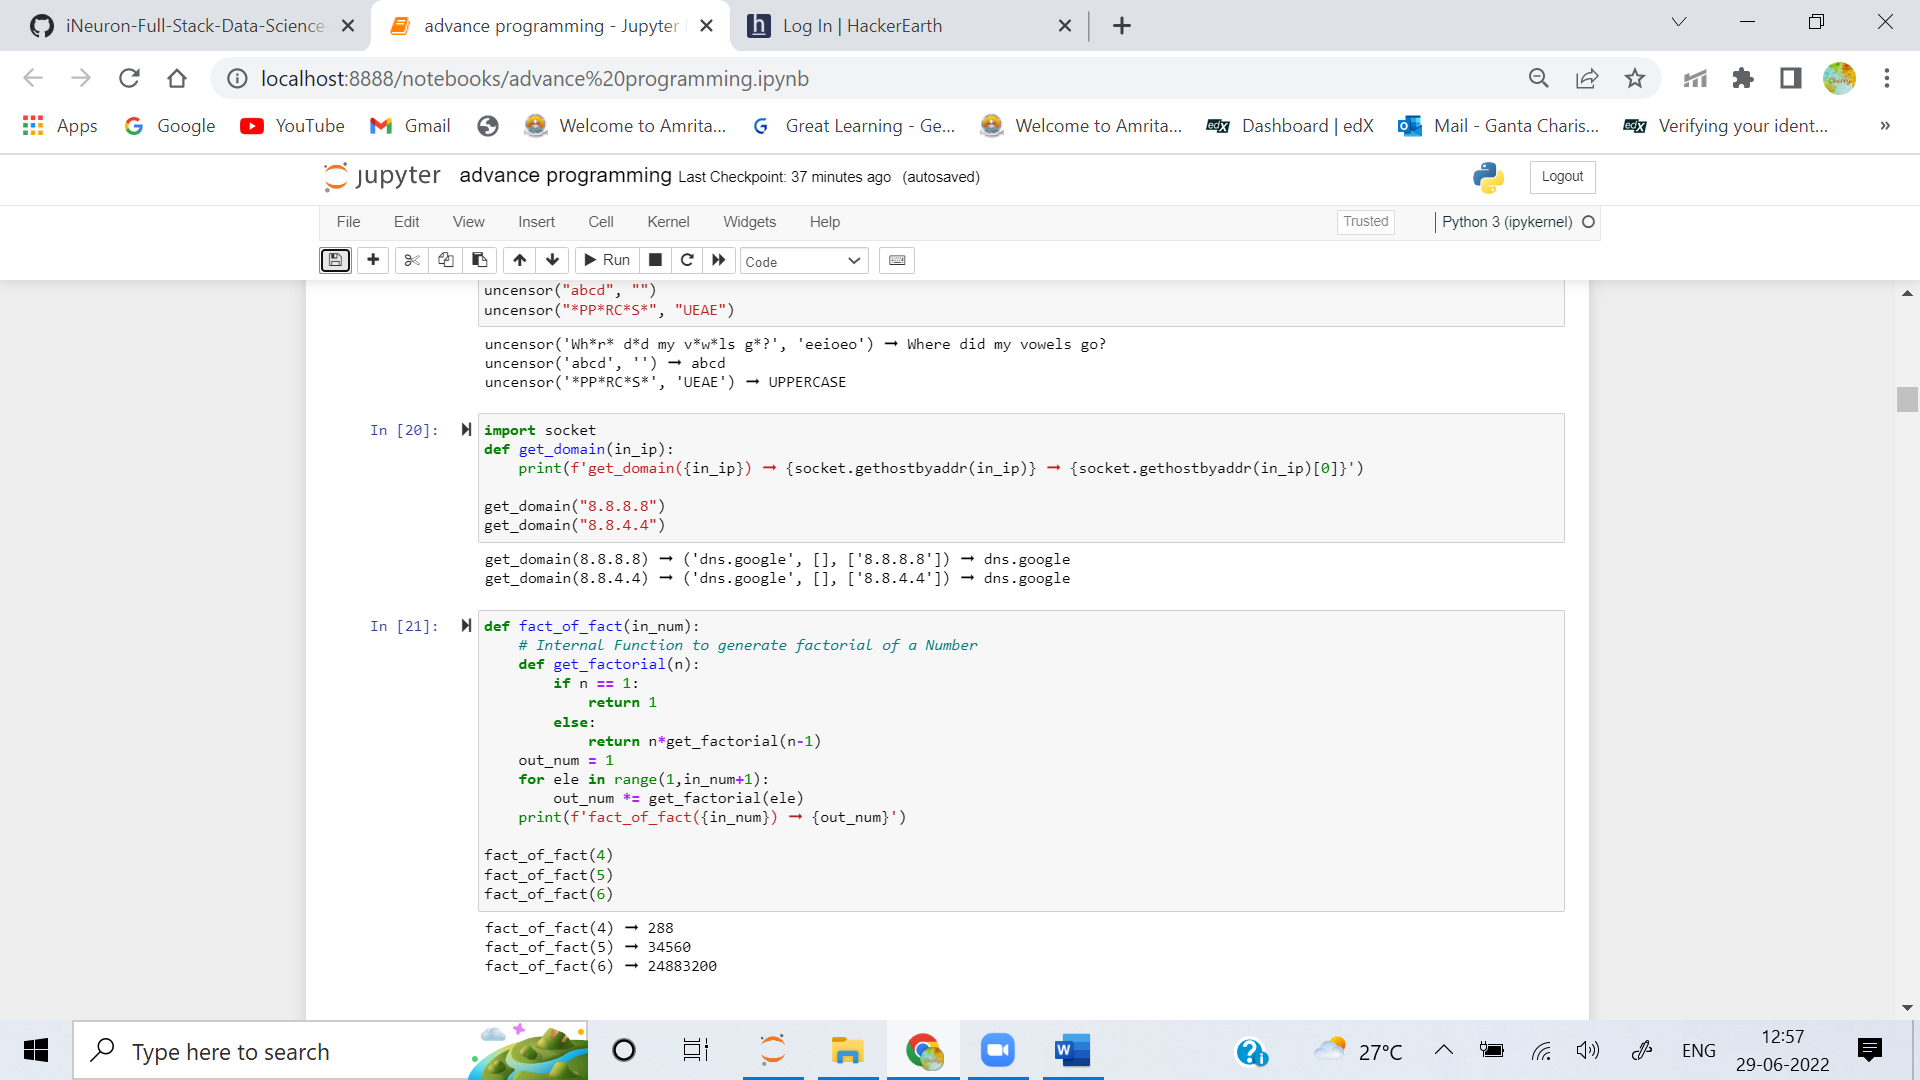 iNeuron-Full-Stack-Data-Science
advance programming - Jupyter
Log In | HackerEarth
localhost:8888/notebooks/advance%20programming.ipynb
Apps
Google
YouTube
Gmail
Welcome to Amrita...
Great Learning - Ge...
Welcome to Amrita...
Dashboard | edX
Mail - Ganta Charis...
Verifying your ident...
»
jupyter advance programming Last Checkpoint: 37 minutes ago (autosaved)
Logout
File Edit View Insert Cell Kernel Widgets Help
Trusted
Python 3 (ipykernel)
Run
Code
uncensor("abcd", "")
uncensor("*PP*RC*S*", "UEAE")
uncensor('Wh*r* d*d my v*w*ls g*?', 'eeioeo') ➞ Where did my vowels go?
uncensor('abcd', '') ➞ abcd
uncensor('*PP*RC*S*', 'UEAE') ➞ UPPERCASE
In [20]:
import socket
def get_domain(in_ip):
    print(f'get_domain({in_ip}) ➞ {socket.gethostbyaddr(in_ip)} ➞ {socket.gethostbyaddr(in_ip)[0]}')
get_domain("8.8.8.8")
get_domain("8.8.4.4")
get_domain(8.8.8.8) ➞ ('dns.google', [], ['8.8.8.8']) ➞ dns.google
get_domain(8.8.4.4) ➞ ('dns.google', [], ['8.8.4.4']) ➞ dns.google
In [21]:
def fact_of_fact(in_num):
    # Internal Function to generate factorial of a Number
    def get_factorial(n):
        if n == 1:
            return 1
        else:
            return n*get_factorial(n-1)
    out_num = 1
    for ele in range(1,in_num+1):
        out_num *= get_factorial(ele)
    print(f'fact_of_fact({in_num}) ➞ {out_num}')
fact_of_fact(4)
fact_of_fact(5)
fact_of_fact(6)
fact_of_fact(4) ➞ 288
fact_of_fact(5) ➞ 34560
fact_of_fact(6) ➞ 24883200
Type here to search
27°C
ENG
12:57
29-06-2022